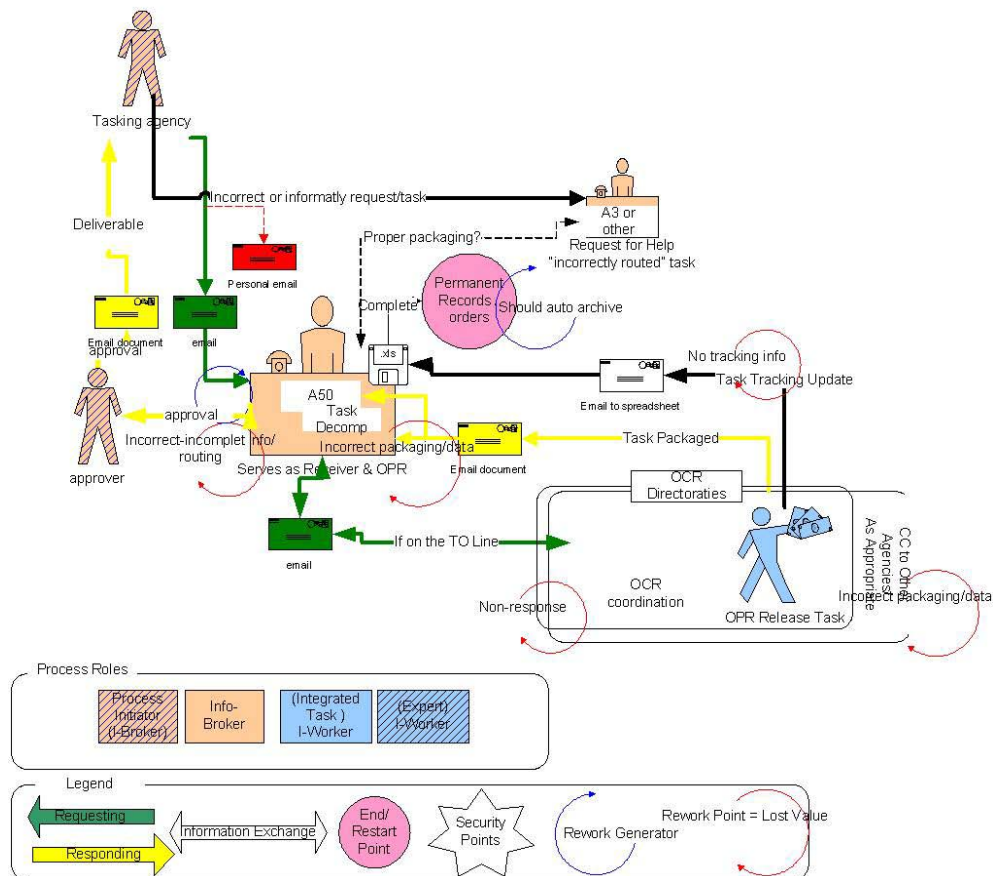 Tasking agency
Incorrect or informatly request/task
A3 or
other
Request for Help
"incorrectly routed" task
Deliverable
Proper packaging?
Personal email
Permanent
Records
orders
Complete
Should auto archive
Email document
email
approval
.xls
No tracking info
Task Tracking Update
Email to spreadsheet
A50
Task
Decomp
approval
Incorrect-incomplet info/
routing
approver
Incorrect packaging/data
Serves as Receiver & OPR
Email document
Task Packaged
OCR
Directoraties
email
If on the TO Line
CC to Other
Agencies/
As Appropriate
OCR
coordination
Non-response
OPR Release Task
Incorrect packaging/data
Process Roles
Process
Initiator
(I-Broker)
Info-
Broker
(Integrated
Task )
I-Worker
(Expert)
I-Worker
Legend
Requesting
Responding
Information Exchange
End/
Restart
Point
Security
Points
Rework Generator
Rework Point = Lost Value